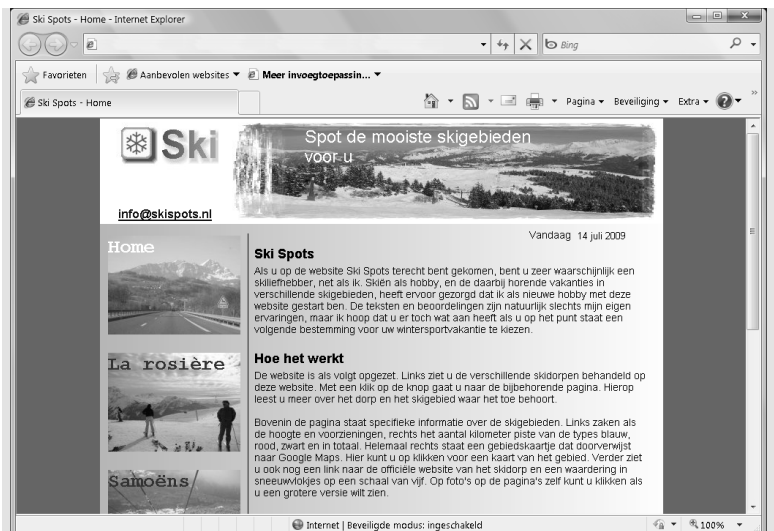 Ski Spots - Home - Internet Explorer
Bing
Favorieten
Aanbevolen websites
Meer invoegtoepassin...
Ski Spots - Home
Pagina
Beveiliging
Extra
Ski
Spot de mooiste skigebieden
voor u
info@skispots.nl
Vandaag 14 juli 2009
Home
Ski Spots
Als u op de website Ski Spots terecht bent gekomen, bent u zeer waarschijnlijk een
skiliefhebber, net als ik. Skiën als hobby, en de daarbij horende vakanties in
verschillende skigebieden, heeft ervoor gezorgd dat ik als nieuwe hobby met deze
website gestart ben. De teksten en beoordelingen zijn natuurlijk slechts mijn eigen
ervaringen, maar ik hoop dat u er toch wat aan heeft als u op het punt staat een
volgende bestemming voor uw wintersportvakantie te kiezen.
La rosière
Hoe het werkt
De website is als volgt opgezet. Links ziet u de verschillende skidorpen behandeld op
deze website. Met een klik op de knop gaat u naar de bijbehorende pagina. Hierop
leest u meer over het dorp en het skigebied waar het toe behoort.
Bovenin de pagina staat specifieke informatie over de skigebieden. Links zaken als
de hoogte en voorzieningen, rechts het aantal kilometer piste van de types blauw,
rood, zwart en in totaal. Helemaal rechts staat een gebiedskaartje dat doorverwijst
naar Google Maps. Hier kunt u op klikken voor een kaart van het gebied. Verder ziet
u ook nog een link naar de officiële website van het skidorp en een waardering in
sneeuwvlokjes op een schaal van vijf. Op foto's op de pagina's zelf kunt u klikken als
u een grotere versie wilt zien.
Samoëns
Internet | Beveiligde modus: ingeschakeld
100%